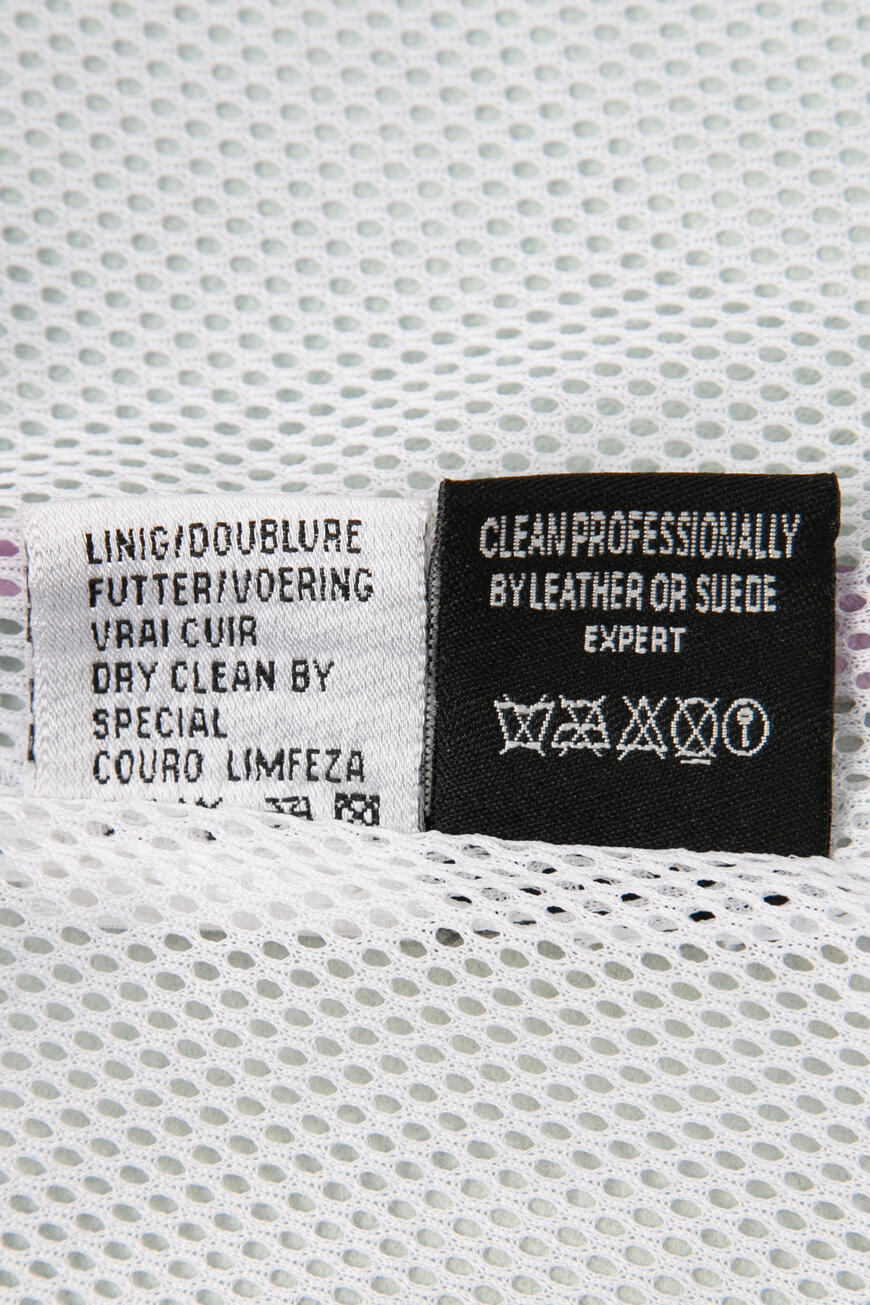 LINIG/DOUBLURE
FUTTER/VOERING
VRAI CUIR
DRY CLEAN BY
SPECIAL
COURO LIMFEZA
CLEAN PROFESSIONALLY
BY LEATHER OR SUEDE
EXPERT